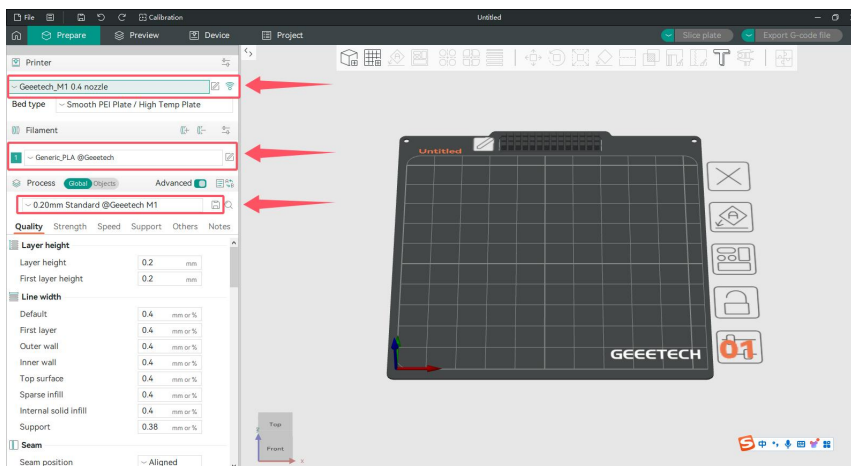 File
Calibration
Untitled
Prepare
Preview
Device
Project
Slice plate
Export G-code file
Printer
Geeetech_M1 0.4 nozzle
Bed type
Smooth PEI Plate / High Temp Plate
Filament
1
Generic_PLA @Geeetech
Process
Global
Objects
Advanced
0.20mm Standard @Geeetech M1
Quality
Strength
Speed
Support
Others
Notes
Layer height
Layer height 0.2 mm
First layer height 0.2 mm
Line width
Default 0.4 mm or %
First layer 0.4 mm or %
Outer wall 0.4 mm or %
Inner wall 0.4 mm or %
Top surface 0.4 mm or %
Sparse infill 0.4 mm or %
Internal solid infill 0.4 mm or %
Support 0.38 mm or %
Seam
Seam position Aligned
Untitled
GEEETECH
01
Top
Front
z
x
S 中